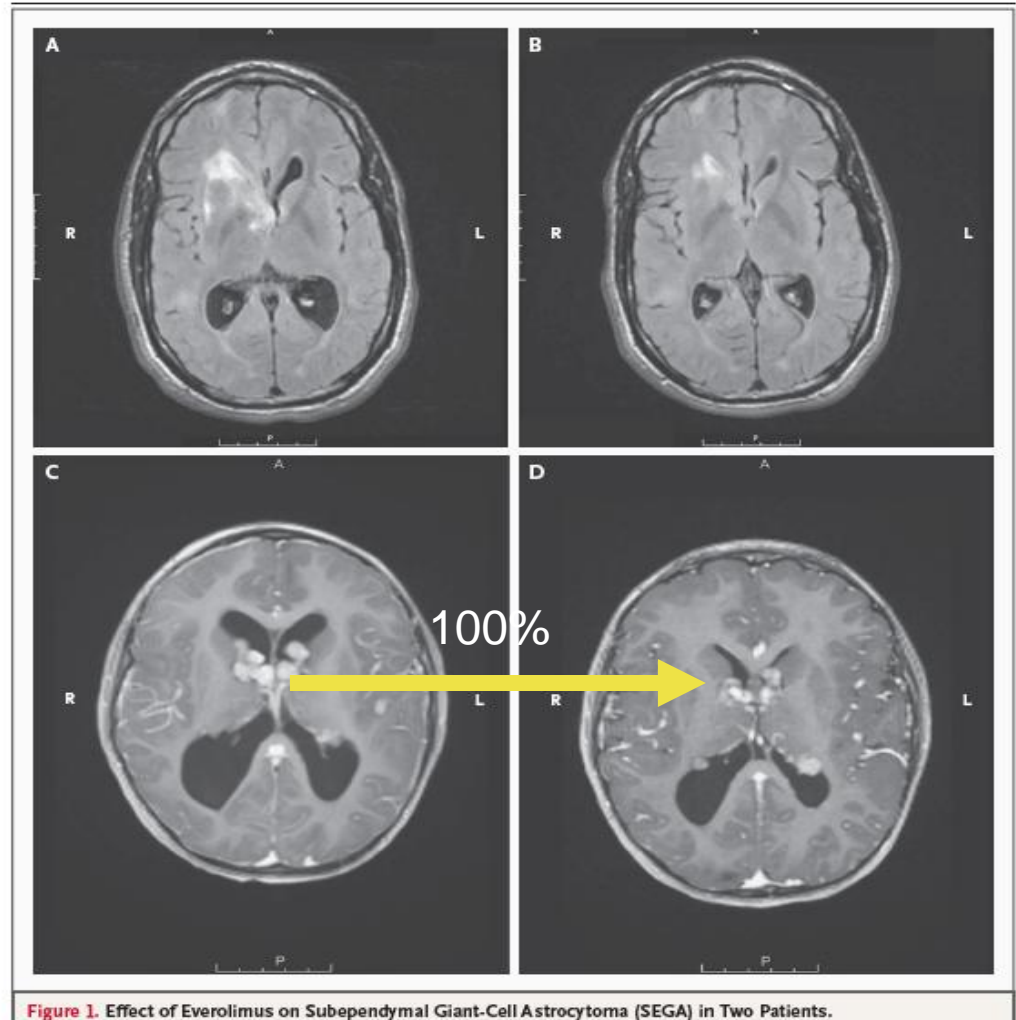 A
B
A
A
R
L
R
L
P
P
C
D
A
A
100%
R
L
R
L
P
P
Figure 1. Effect of Everolimus on Subependymal Giant-Cell Astrocytoma (SEGA) in Two Patients.